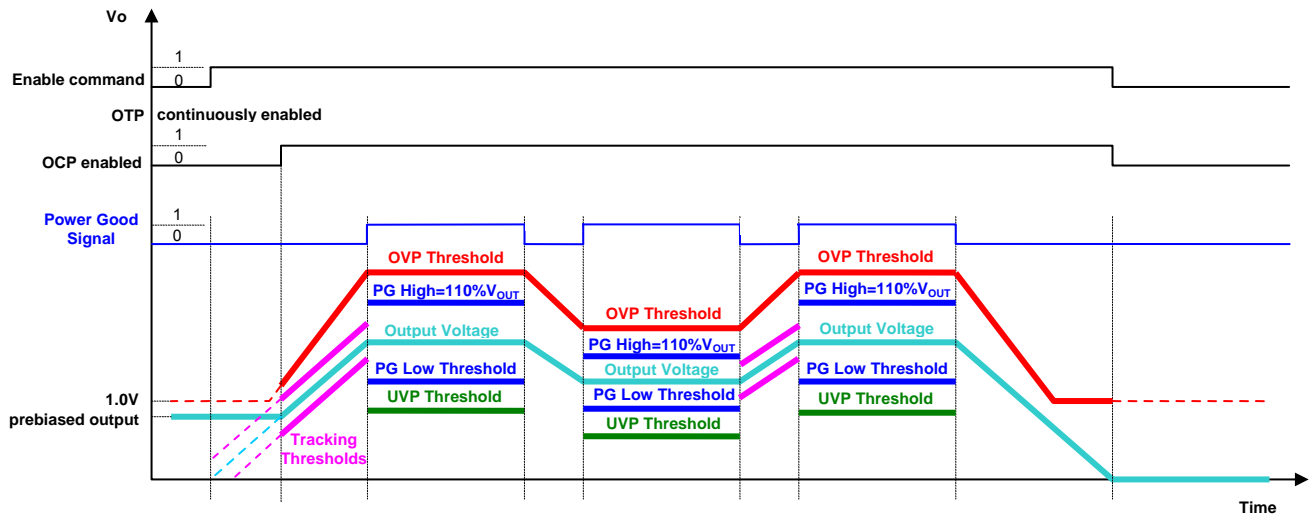 Vo
1
Enable command
0
OTP continuously enabled
1
OCP enabled
0
Power Good
Signal
1
0
OVP Threshold
OVP Threshold
PG High=110%VOUT
PG High=110%VOUT
OVP Threshold
Output Voltage
Output Voltage
PG High=110%VOUT
PG Low Threshold
Output Voltage
PG Low Threshold
1.0V
UVP Threshold
PG Low Threshold
UVP Threshold
prebiased output
UVP Threshold
Tracking
Thresholds
Time